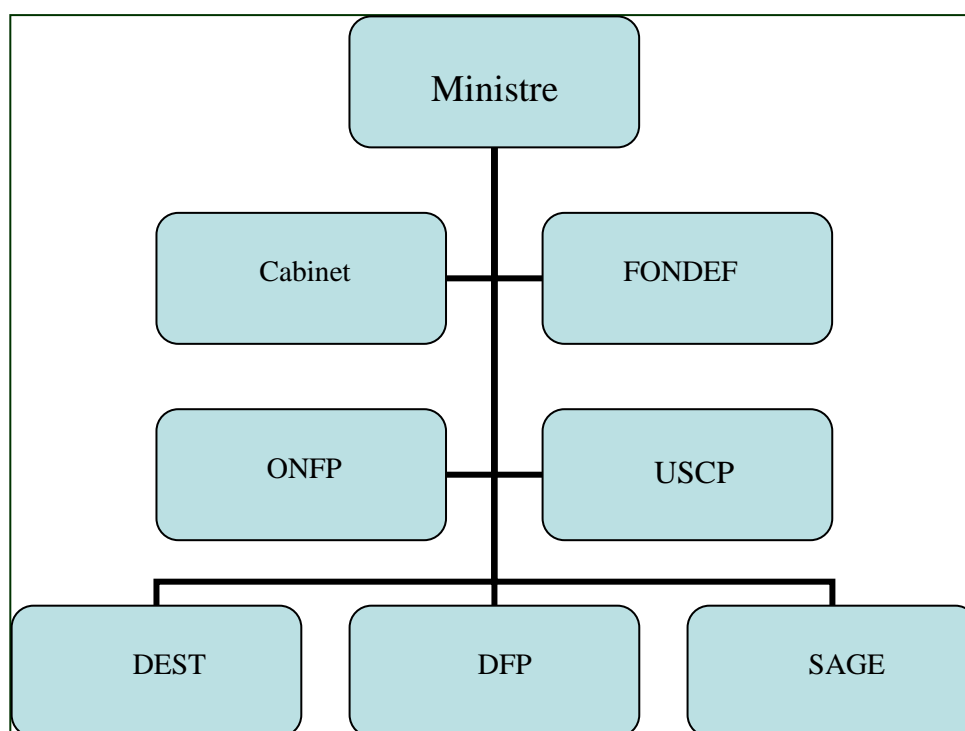 Ministre
Cabinet
FONDEF
ONFP
USCP
DEST
DFP
SAGE